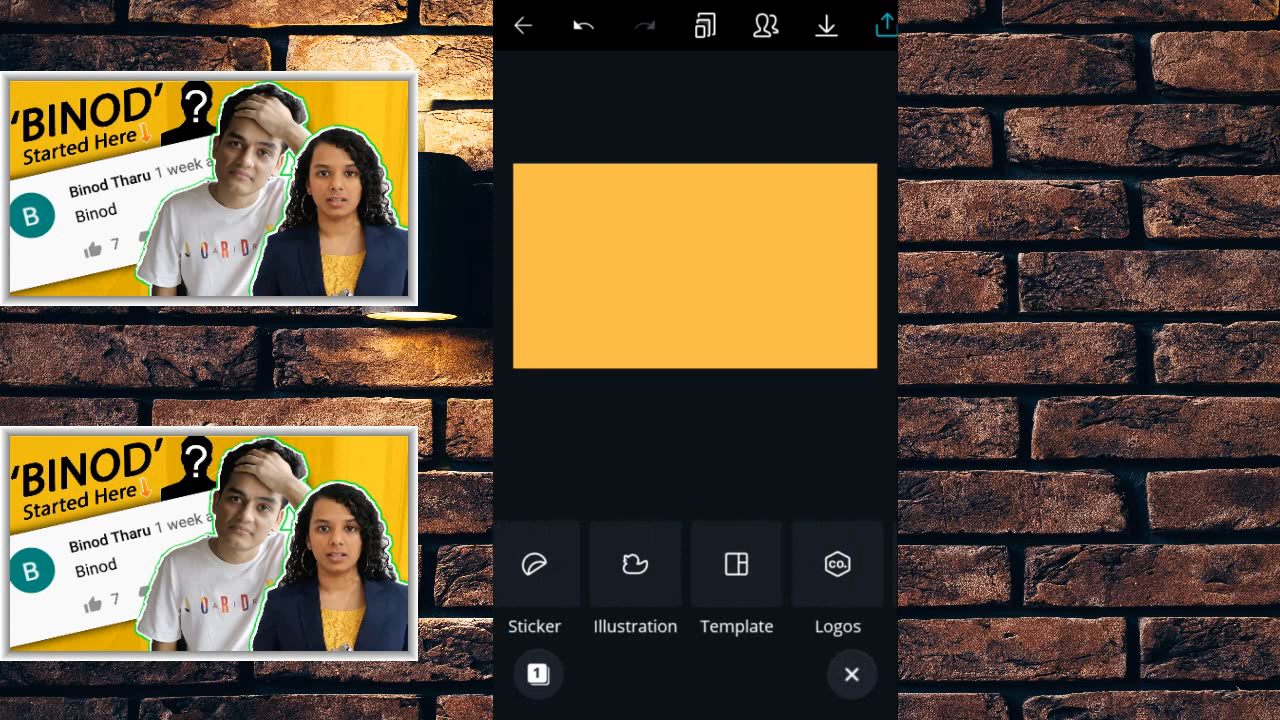 'BINOD'
?
Started Here
Binod Tharu 1 week a
B
Binod
7
'BINOD'
?
Started Here
Binod Tharu 1 week a
B
Binod
7
CO.
Sticker
Illustration
Template
Logos
1